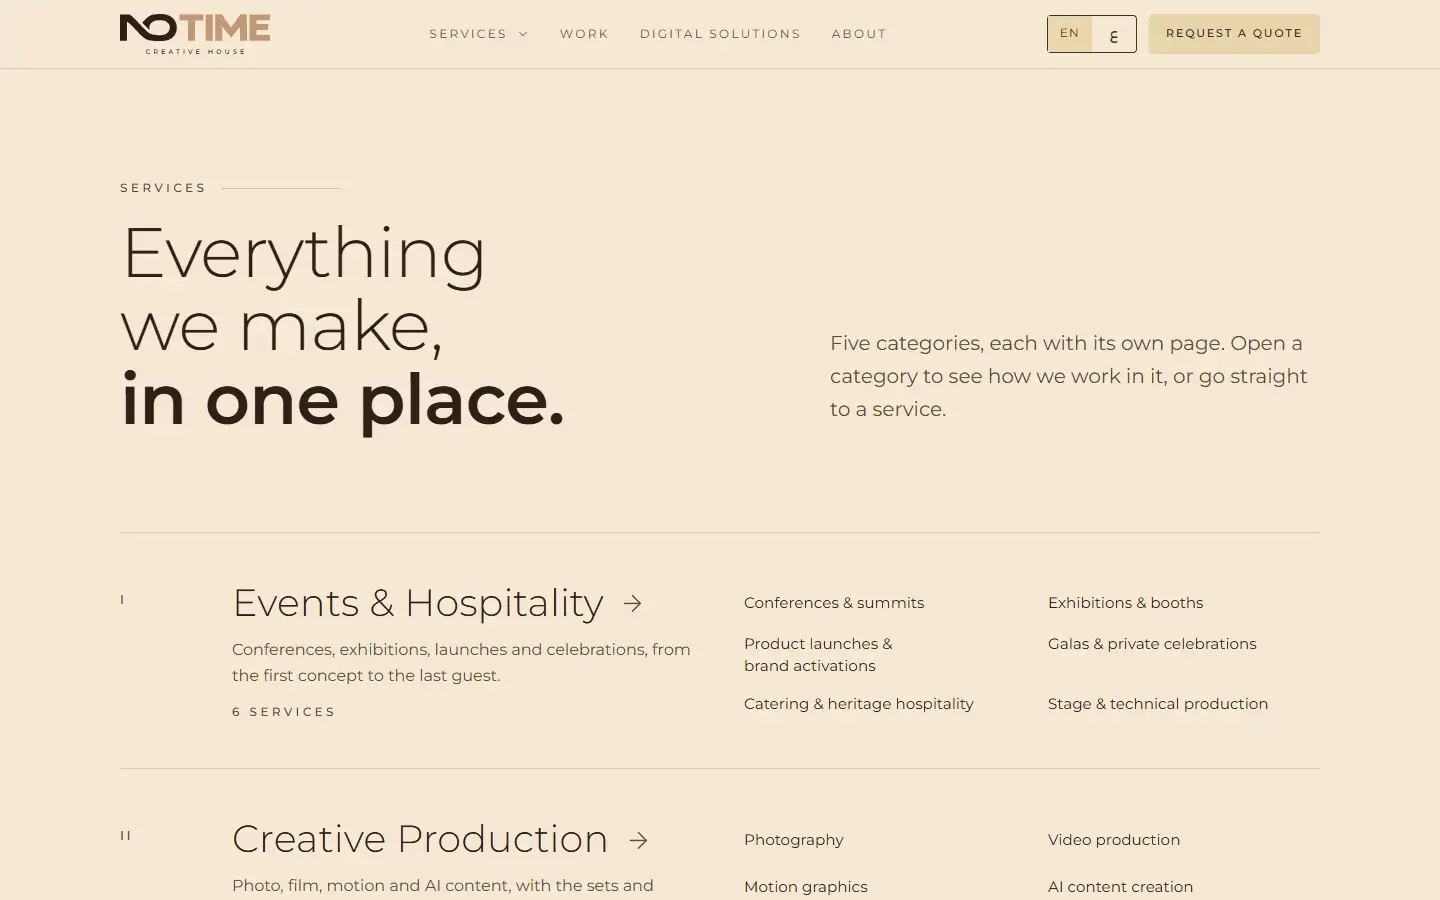 NOTIME
CREATIVE HOUSE
SERVICES
WORK
DIGITAL SOLUTIONS
ABOUT
EN
ع
REQUEST A QUOTE
SERVICES
Everything
we make,
in one place.
Five categories, each with its own page. Open a
category to see how we work in it, or go straight
to a service.
I
Events & Hospitality →
Conferences, exhibitions, launches and celebrations, from
the first concept to the last guest.
6 SERVICES
Conferences & summits
Exhibitions & booths
Product launches &
brand activations
Galas & private celebrations
Catering & heritage hospitality
Stage & technical production
II
Creative Production →
Photo, film, motion and AI content, with the sets and
Photography
Video production
Motion graphics
AI content creation